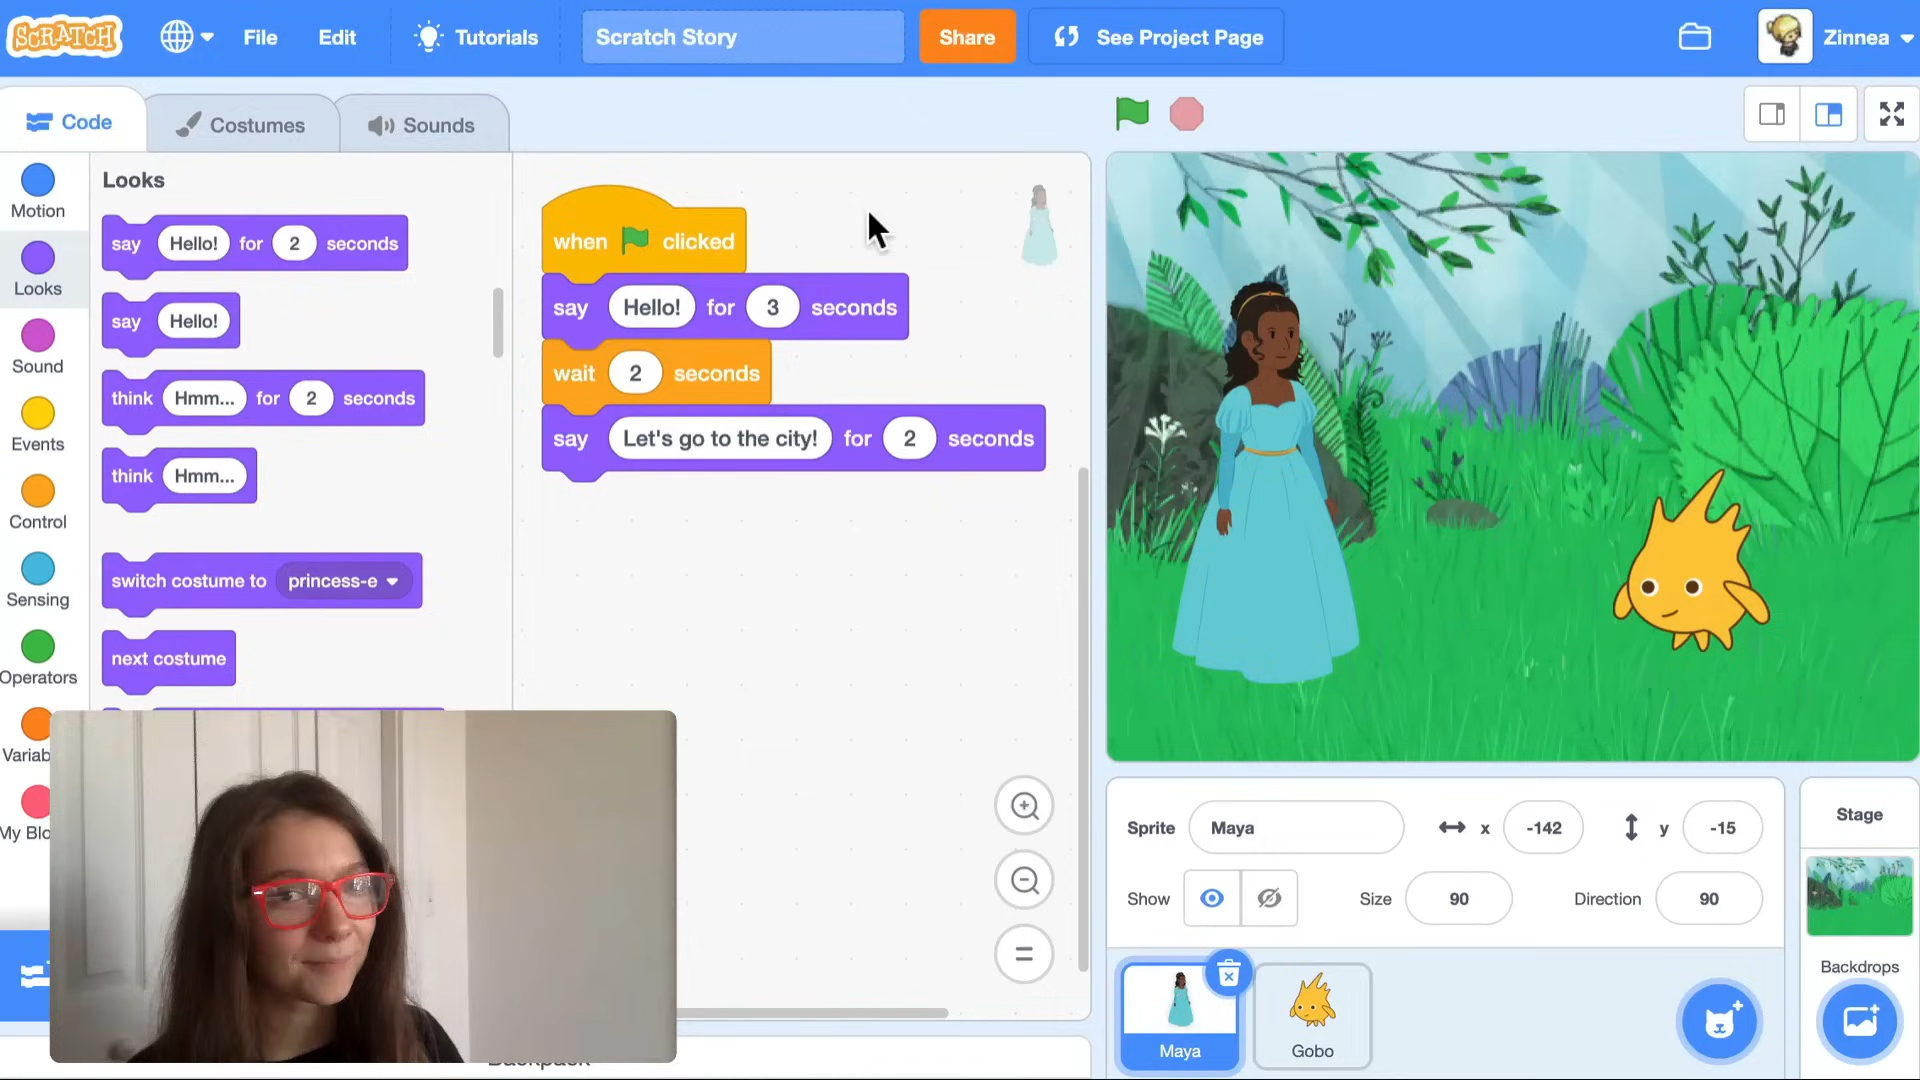 SCRATCH
File
Edit
Tutorials
Scratch Story
Share
See Project Page
Zinnea
Code
Costumes
Sounds
Motion
Looks
Sound
Events
Control
Sensing
Operators
Variab
My Blo
Looks
say Hello! for 2 seconds
say Hello!
think Hmm... for 2 seconds
think Hmm...
switch costume to princess-e
next costume
when clicked
say Hello! for 3 seconds
wait 2 seconds
say Let's go to the city! for 2 seconds
Backpack
Sprite Maya x -142 y -15
Show Size 90 Direction 90
Maya
Gobo
Stage
Backdrops